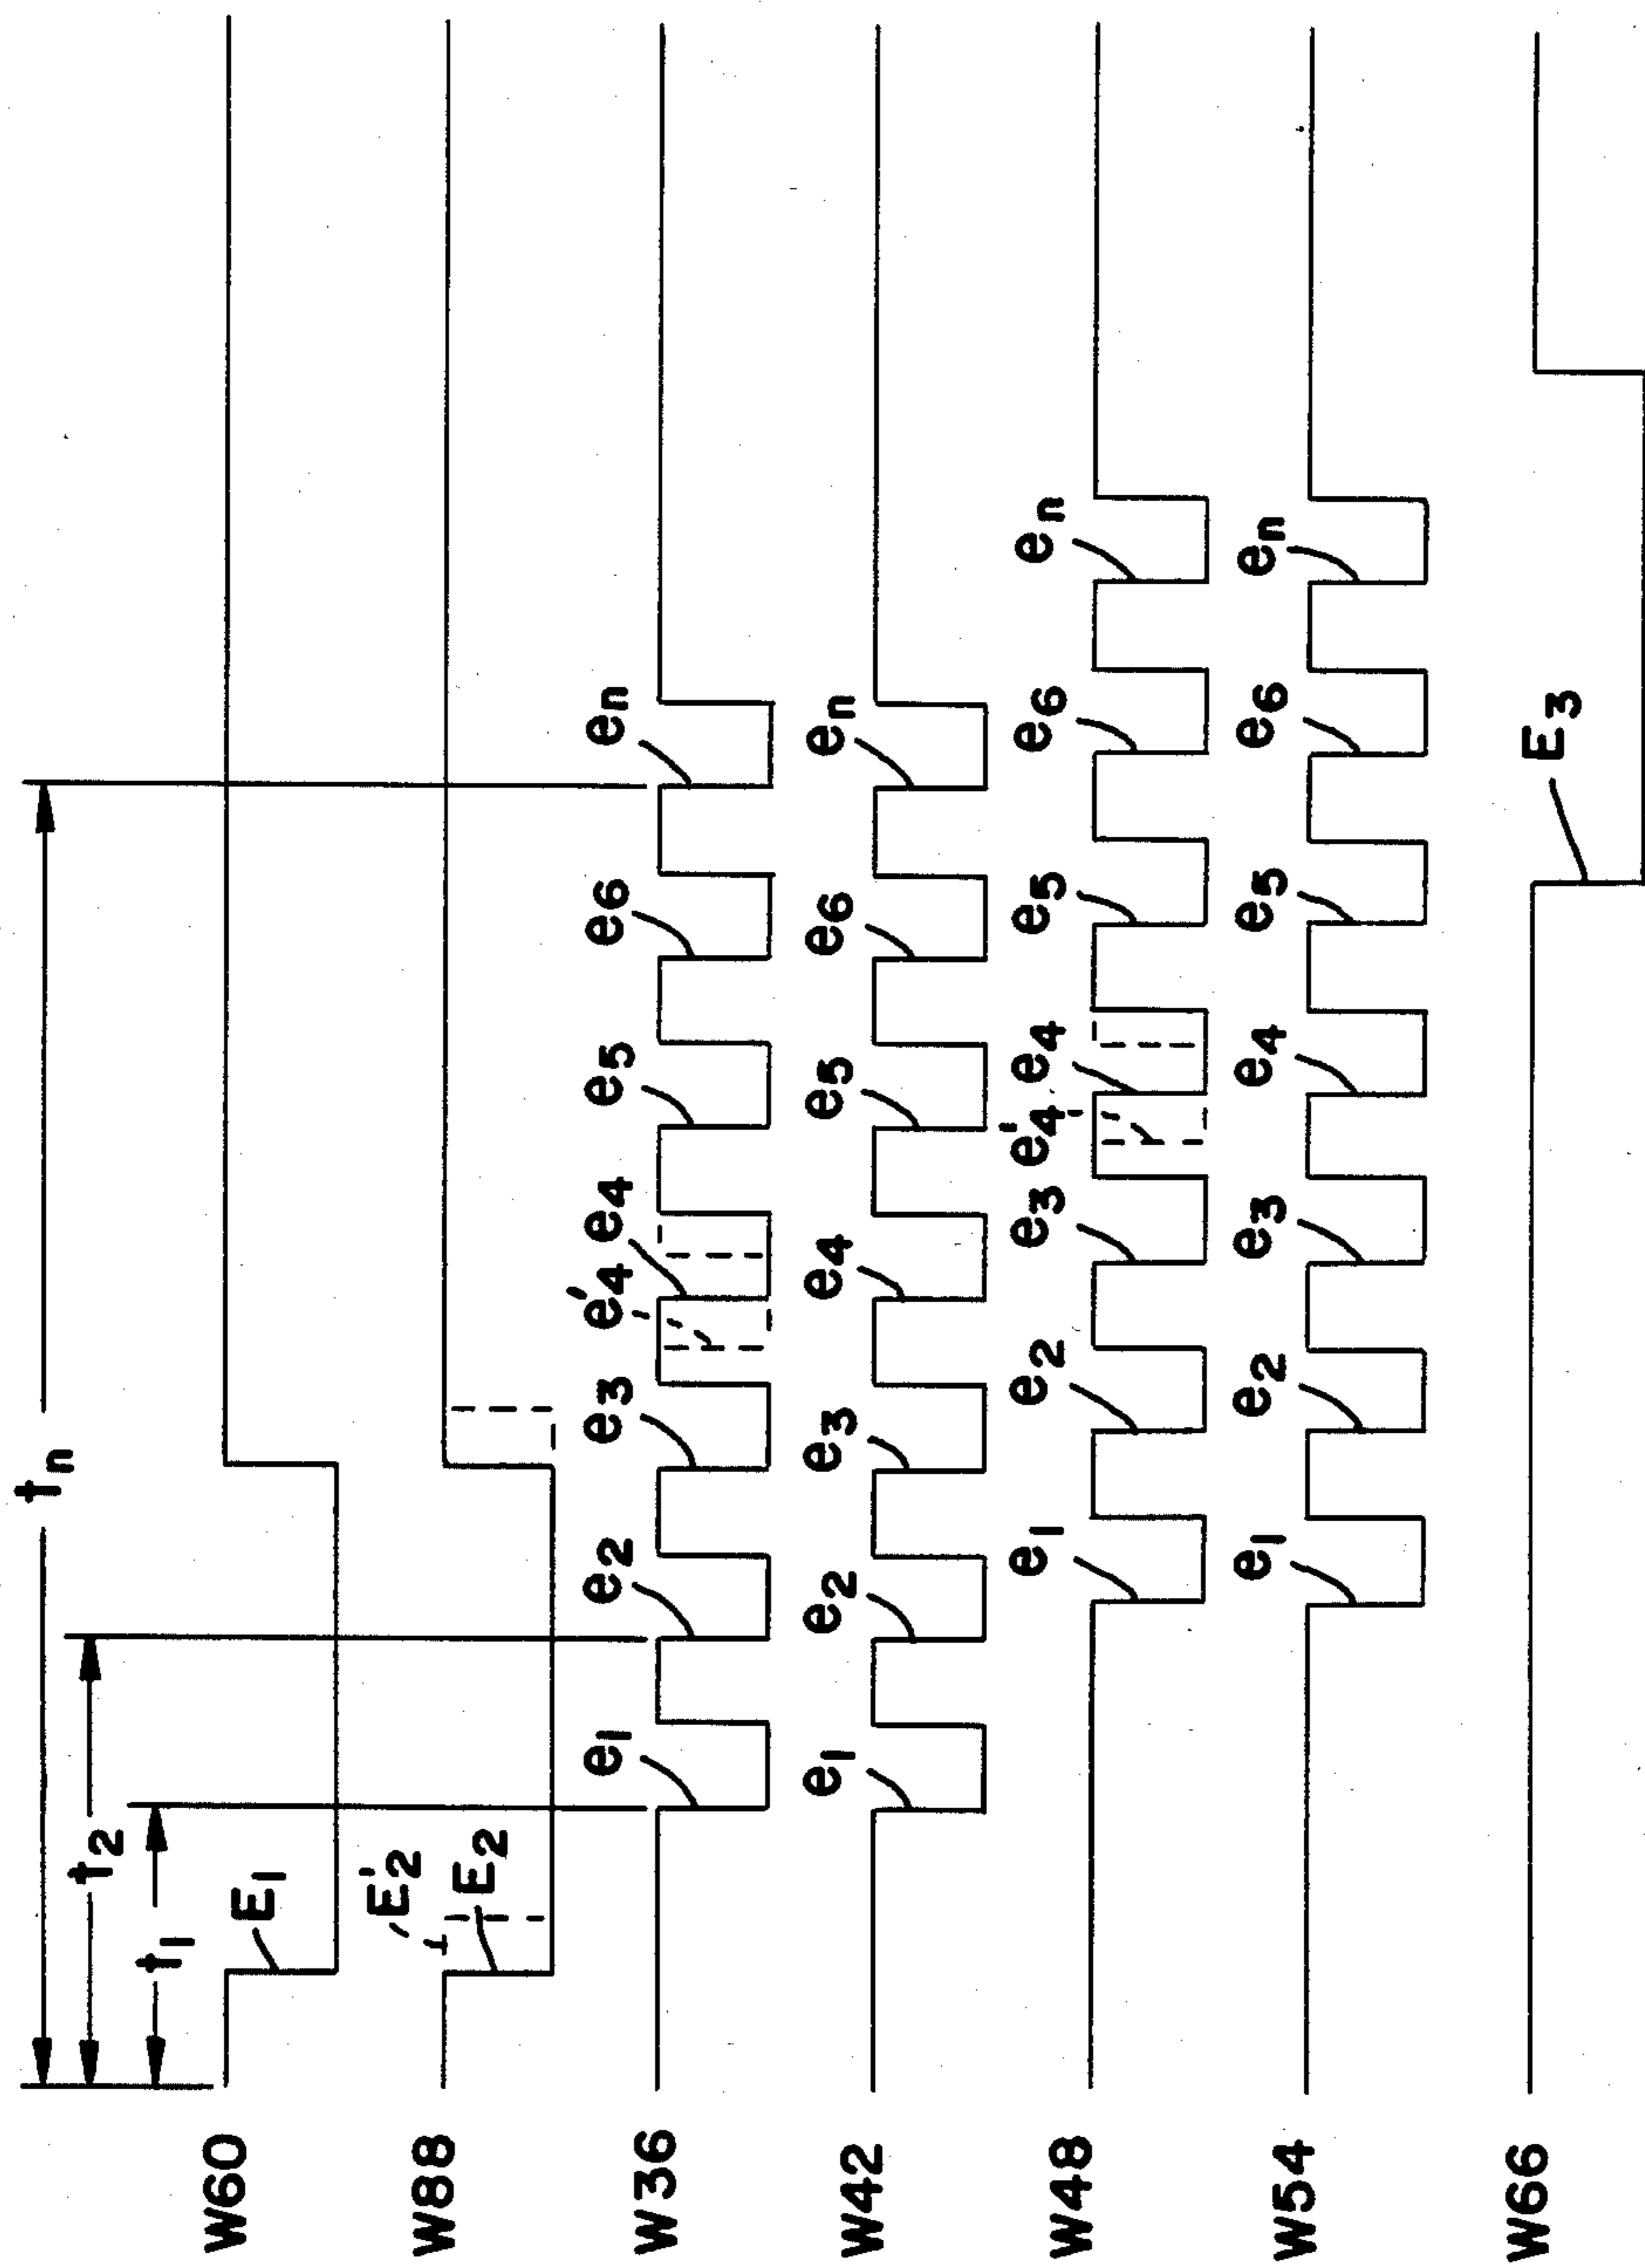 tn
t2
t1
W60 E1
W88 E'2 E2
W36 e1 e2 e3 e'4 e4 e5 e6 en
W42 e1 e2 e3 e4 e5 e6 en
W48 e1 e2 e3 e'4 e4 e5 e6 en
W54 e1 e2 e3 e4 e5 e6 en
W66 E3